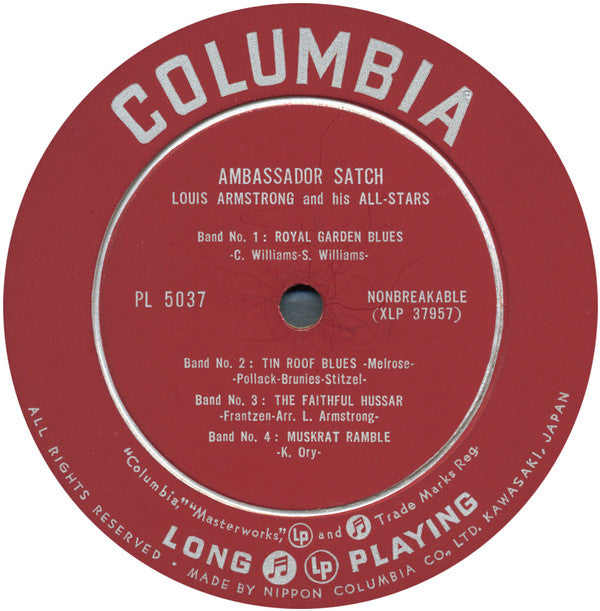 COLUMBIA
AMBASSADOR SATCH
LOUIS ARMSTRONG and his ALL-STARS
Band No. 1 : ROYAL GARDEN BLUES
-C. Williams-S. Williams-
PL 5037
NONBREAKABLE
(XLP 37957)
Band No. 2 : TIN ROOF BLUES -Melrose-
-Pollack-Brunies-Stitzel-
Band No. 3 : THE FAITHFUL HUSSAR
-Frantzen-Arr. L. Armstrong-
Band No. 4 : MUSKRAT RAMBLE
-K. Ory-
"Columbia," "Masterworks," Lp and Trade Marks Reg.
LONG Lp PLAYING
ALL RIGHTS RESERVED • MADE BY NIPPON COLUMBIA CO., LTD. KAWASAKI, JAPAN